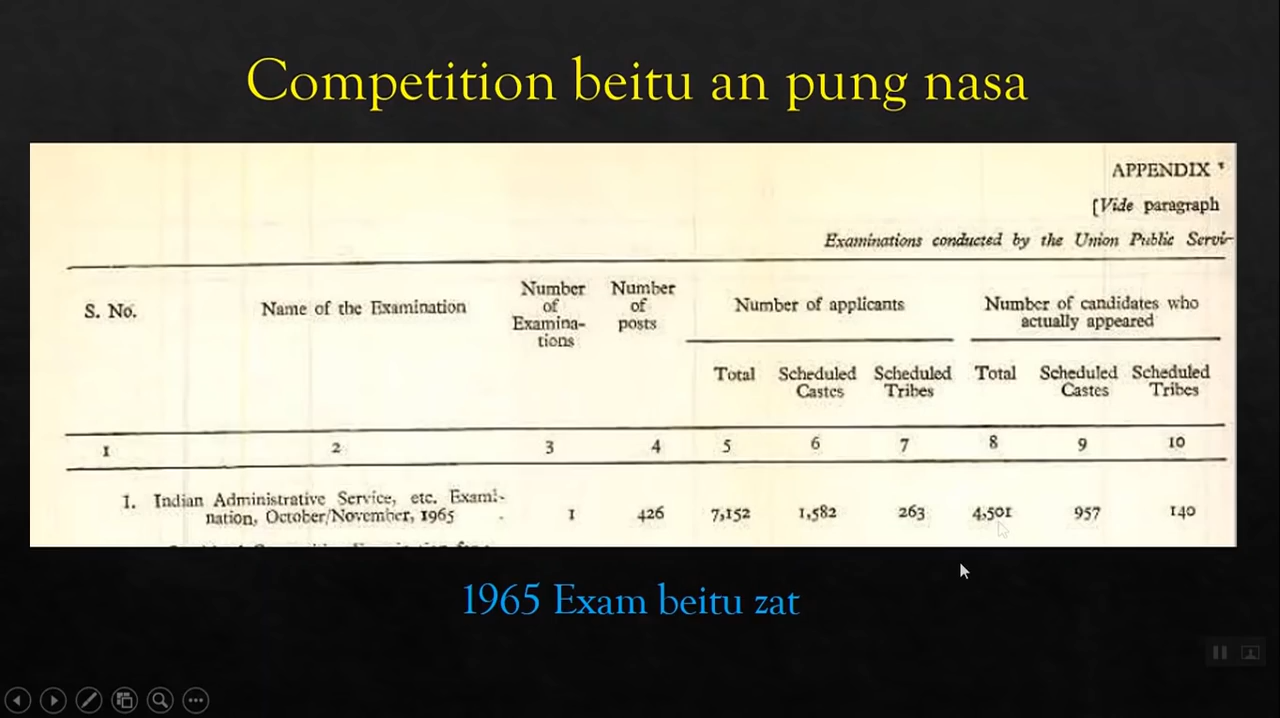 Competition beitu an pung nasa
APPENDIX
[Vide paragraph
Examinations conducted by the Union Public Servi-
S. No.
Name of the Examination
Number of Examina- tions
Number of posts
Number of applicants
Number of candidates who actually appeared
Total Scheduled Castes Scheduled Tribes Total Scheduled Castes Scheduled Tribes
1 2 3 4 5 6 7 8 9 10
1. Indian Administrative Service, etc. Exami-
nation, October/November, 1965 . 1 426 7,152 1,582 263 4,501 957 140
1965 Exam beitu zat